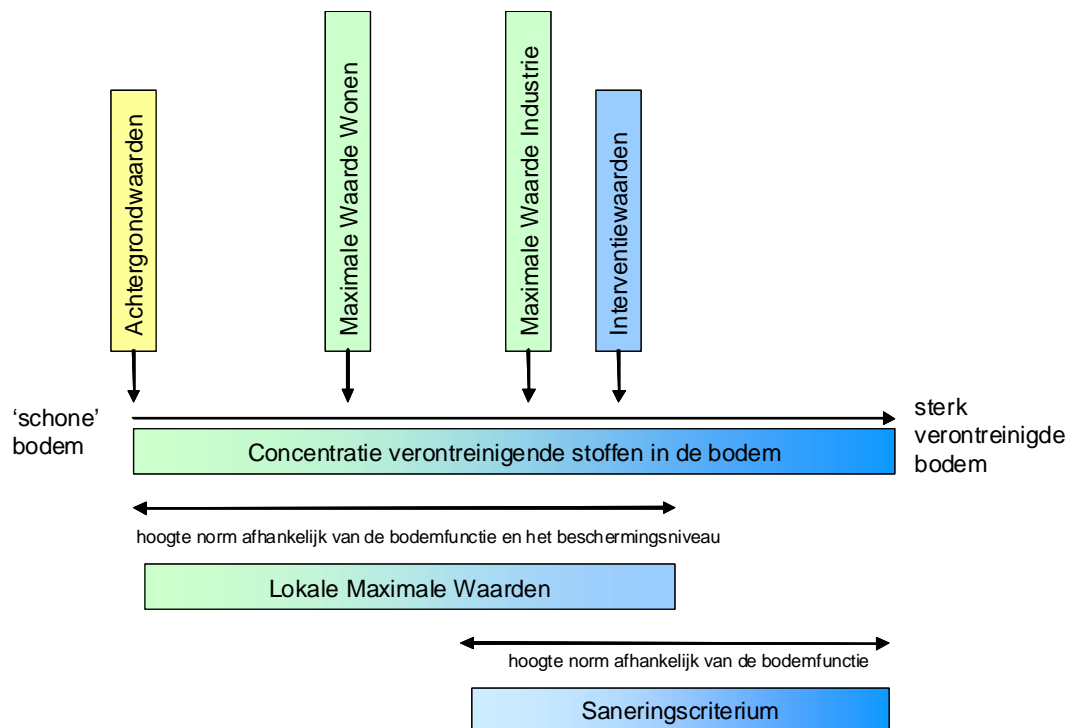 Achtergrondwaarden
Maximale Waarde Wonen
Maximale Waarde Industrie
Interventiewaarden
‘schone’
bodem
sterk
verontreinigde
bodem
Concentratie verontreinigende stoffen in de bodem
hoogte norm afhankelijk van de bodemfunctie en het beschermingsniveau
Lokale Maximale Waarden
hoogte norm afhankelijk van de bodemfunctie
Saneringscriterium